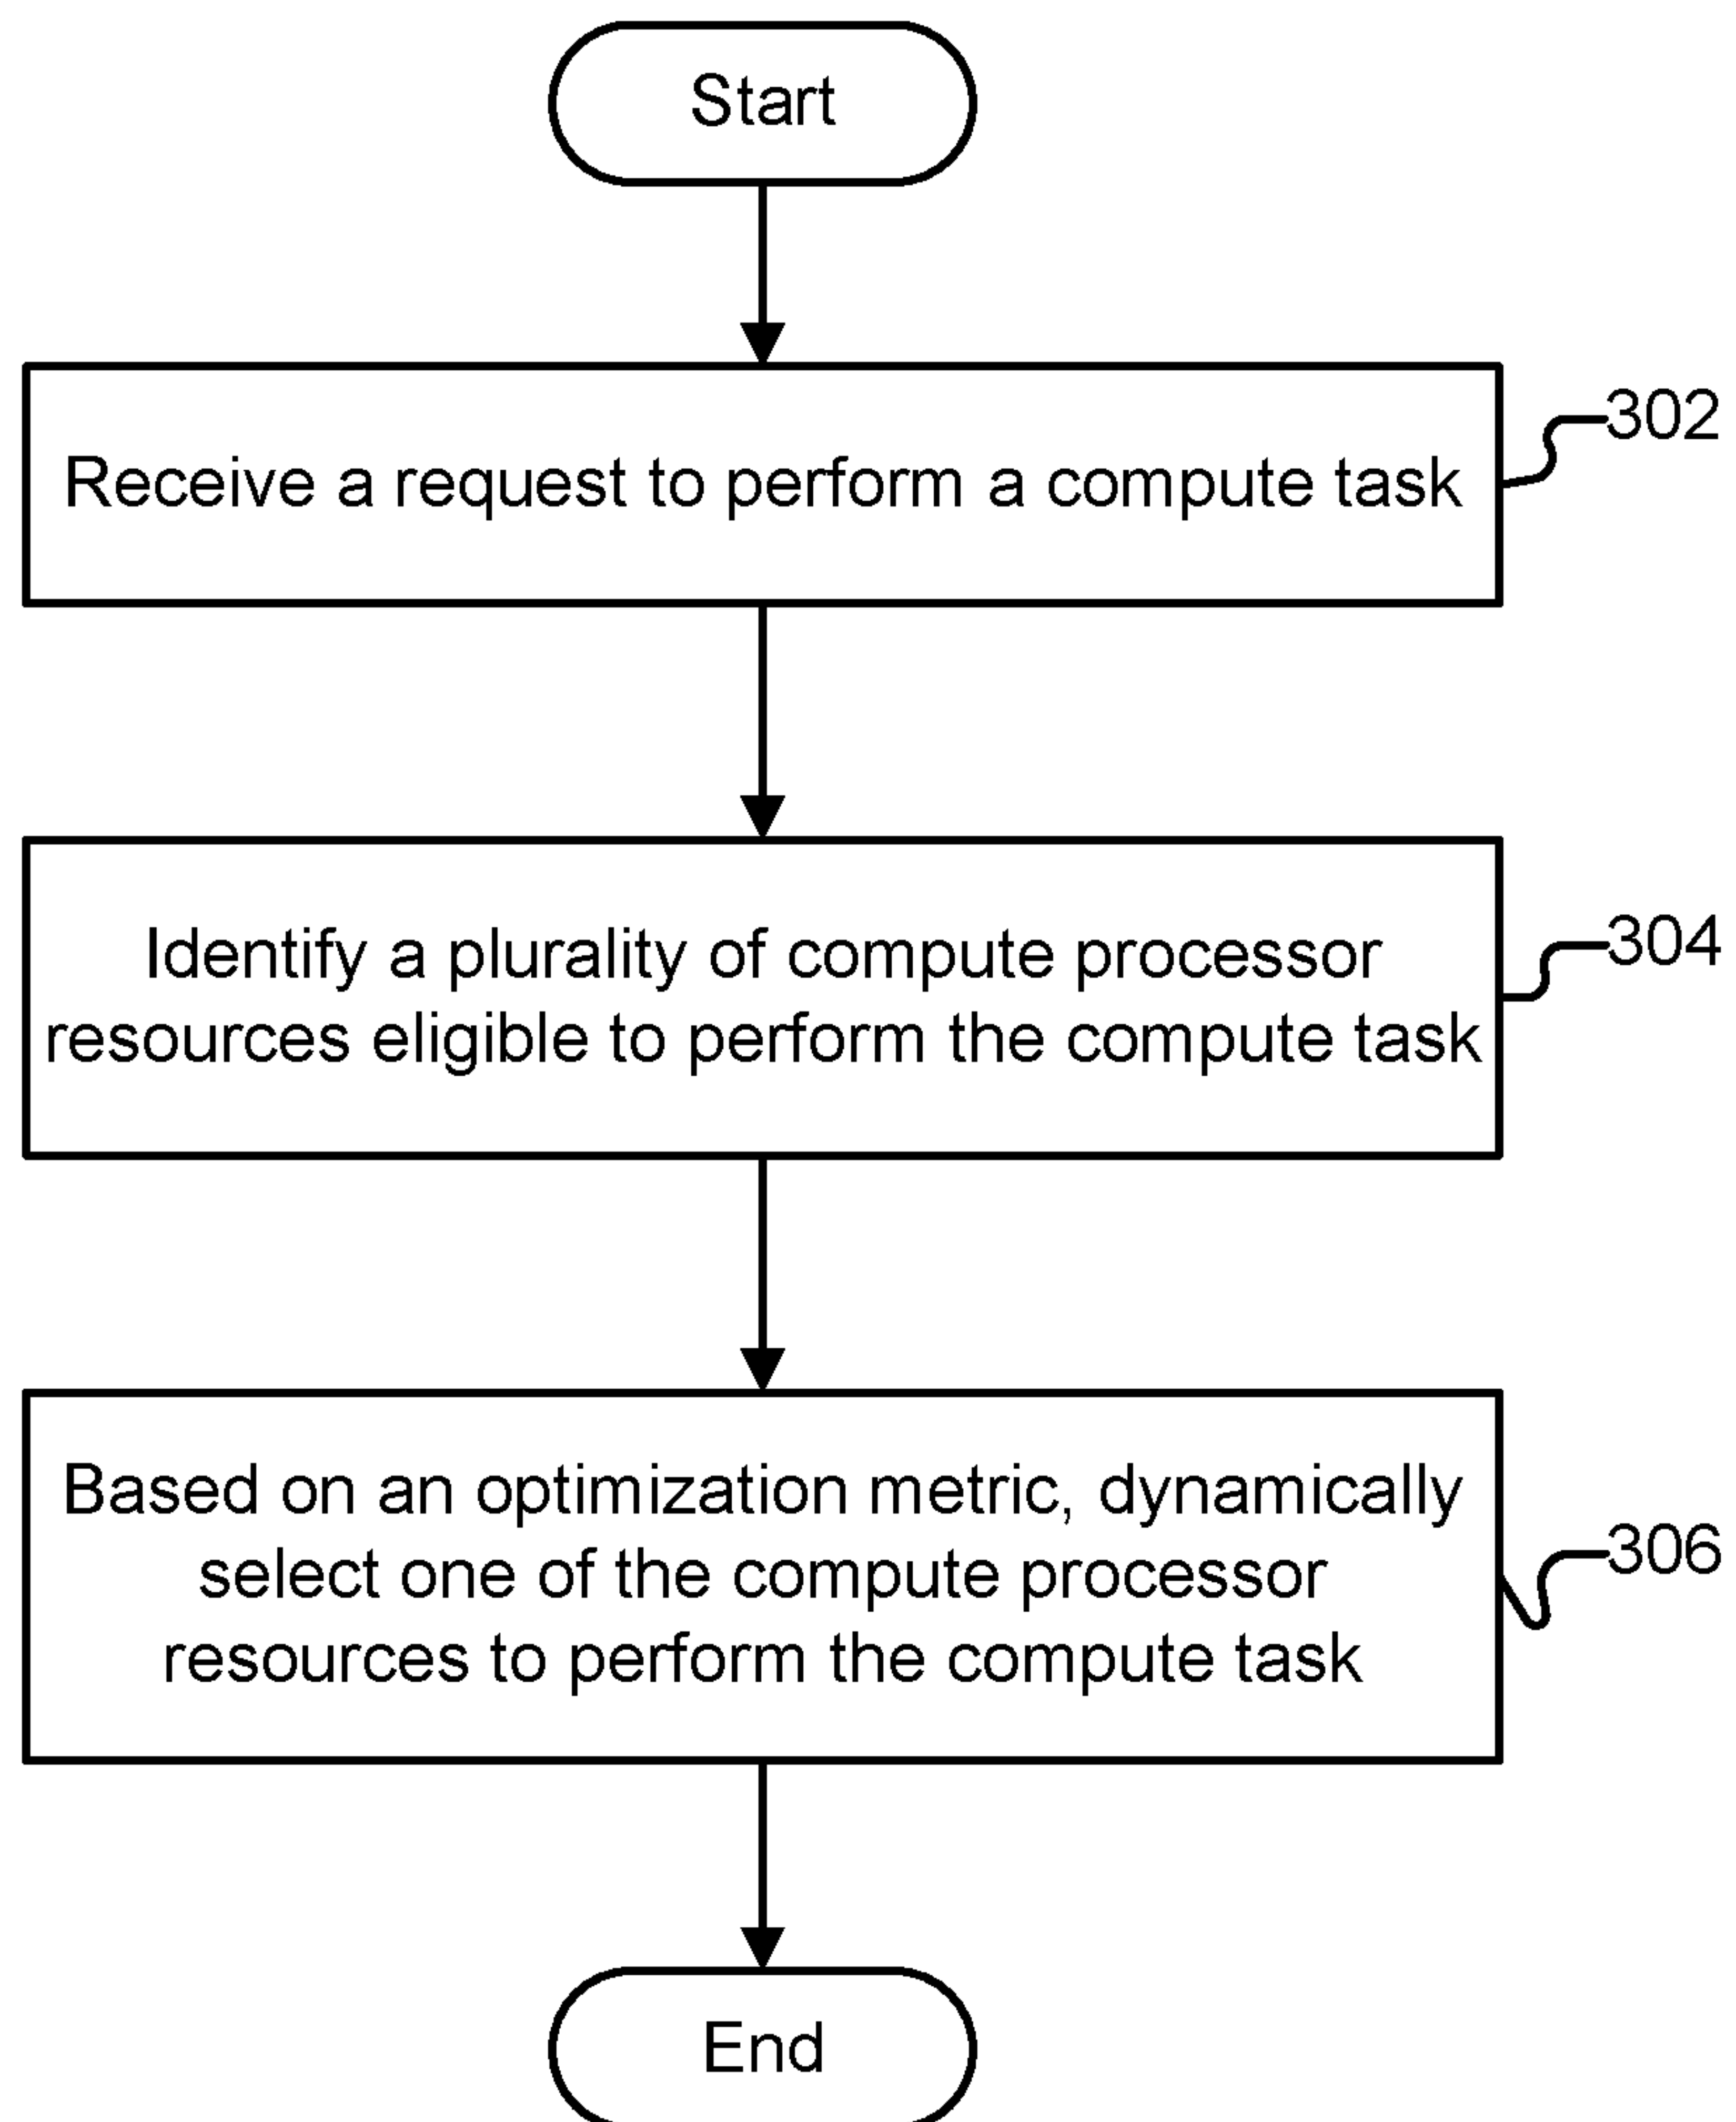 Start
Receive a request to perform a compute task
302
Identify a plurality of compute processor
resources eligible to perform the compute task
304
Based on an optimization metric, dynamically
select one of the compute processor
resources to perform the compute task
306
End